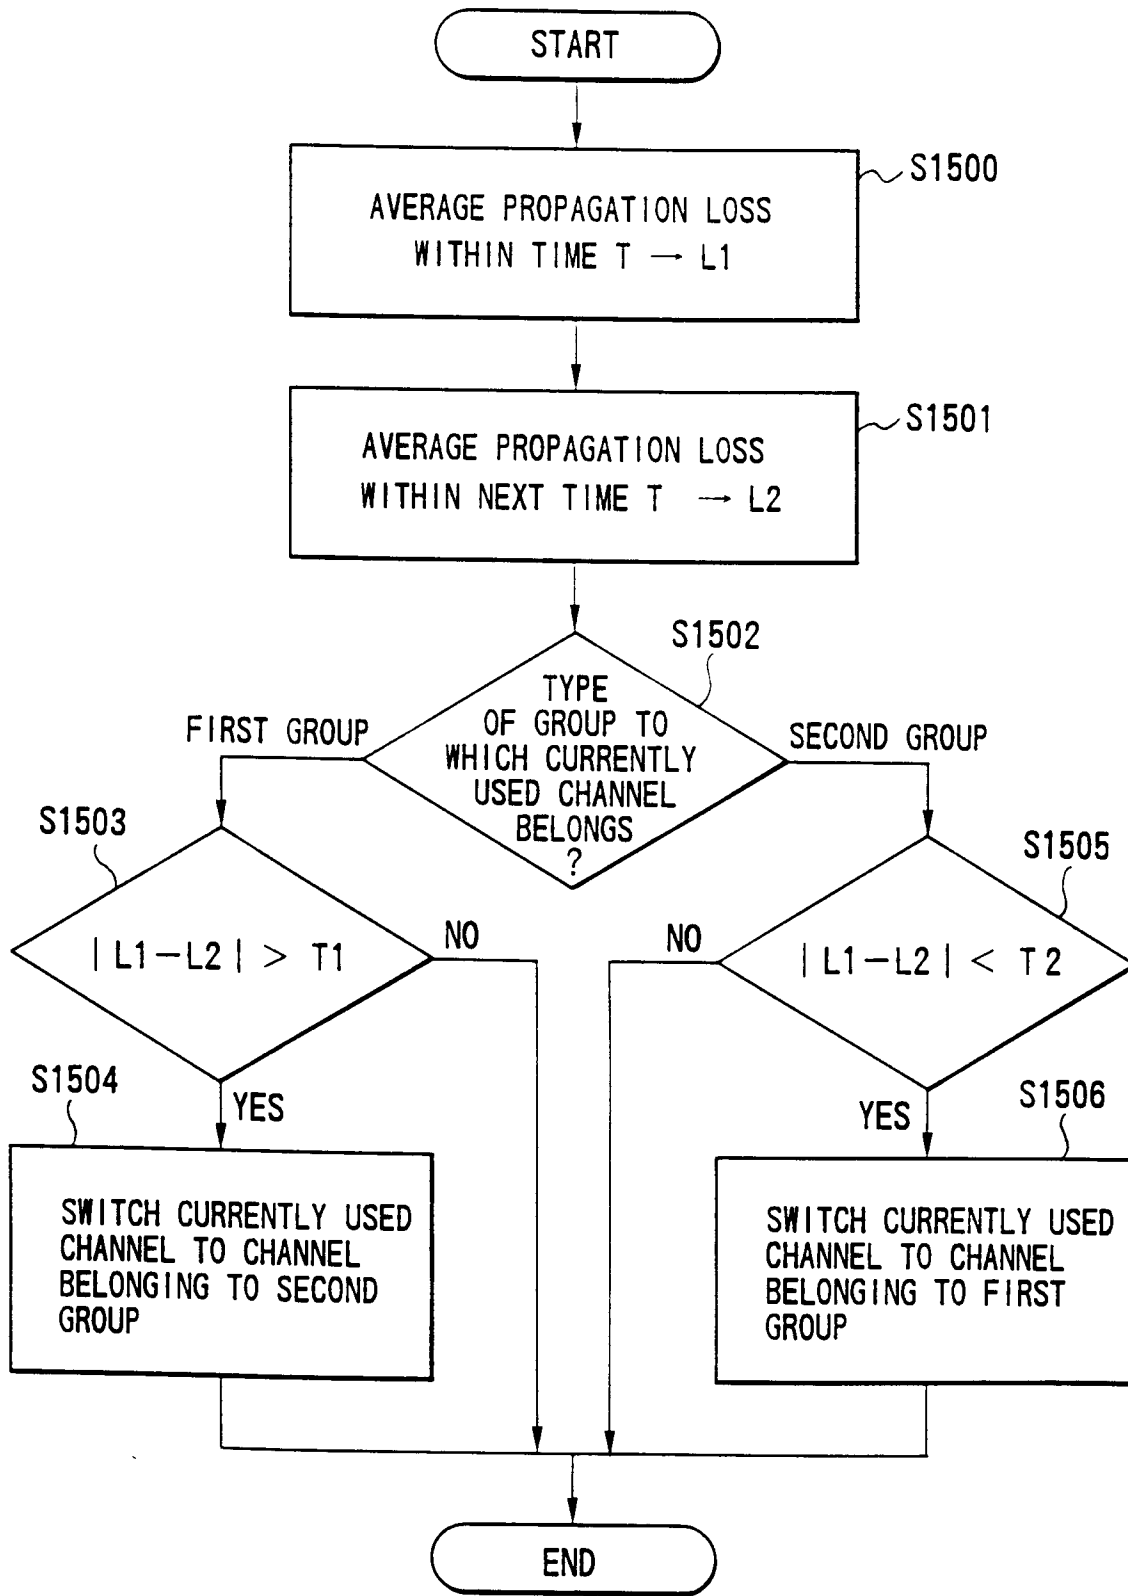 START
S1500
AVERAGE PROPAGATION LOSS
WITHIN TIME T → L1
S1501
AVERAGE PROPAGATION LOSS
WITHIN NEXT TIME T → L2
S1502
TYPE
OF GROUP TO
WHICH CURRENTLY
USED CHANNEL
BELONGS
?
FIRST GROUP
SECOND GROUP
S1503
|L1-L2| > T1
NO
YES
S1505
|L1-L2| < T2
NO
YES
S1504
SWITCH CURRENTLY USED
CHANNEL TO CHANNEL
BELONGING TO SECOND
GROUP
S1506
SWITCH CURRENTLY USED
CHANNEL TO CHANNEL
BELONGING TO FIRST
GROUP
END